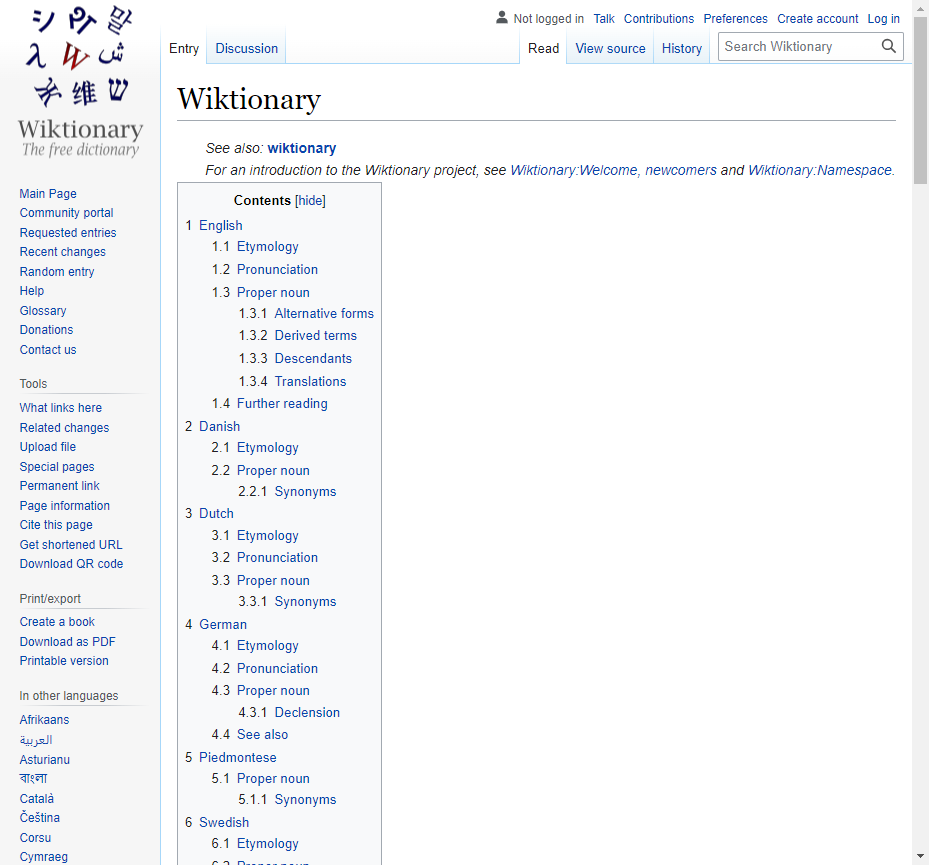 Not logged in Talk Contributions Preferences Create account Log in
Entry Discussion Read View source History Search Wiktionary
Wiktionary
The free dictionary
Wiktionary
See also: wiktionary
For an introduction to the Wiktionary project, see Wiktionary:Welcome, newcomers and Wiktionary:Namespace.
Main Page
Community portal
Requested entries
Recent changes
Random entry
Help
Glossary
Donations
Contact us
Tools
What links here
Related changes
Upload file
Special pages
Permanent link
Page information
Cite this page
Get shortened URL
Download QR code
Print/export
Create a book
Download as PDF
Printable version
In other languages
Afrikaans
العربية
Asturianu
বাংলা
Català
Čeština
Corsu
Cymraeg
Contents [hide]
1 English
1.1 Etymology
1.2 Pronunciation
1.3 Proper noun
1.3.1 Alternative forms
1.3.2 Derived terms
1.3.3 Descendants
1.3.4 Translations
1.4 Further reading
2 Danish
2.1 Etymology
2.2 Proper noun
2.2.1 Synonyms
3 Dutch
3.1 Etymology
3.2 Pronunciation
3.3 Proper noun
3.3.1 Synonyms
4 German
4.1 Etymology
4.2 Pronunciation
4.3 Proper noun
4.3.1 Declension
4.4 See also
5 Piedmontese
5.1 Proper noun
5.1.1 Synonyms
6 Swedish
6.1 Etymology
6.2 Proper noun